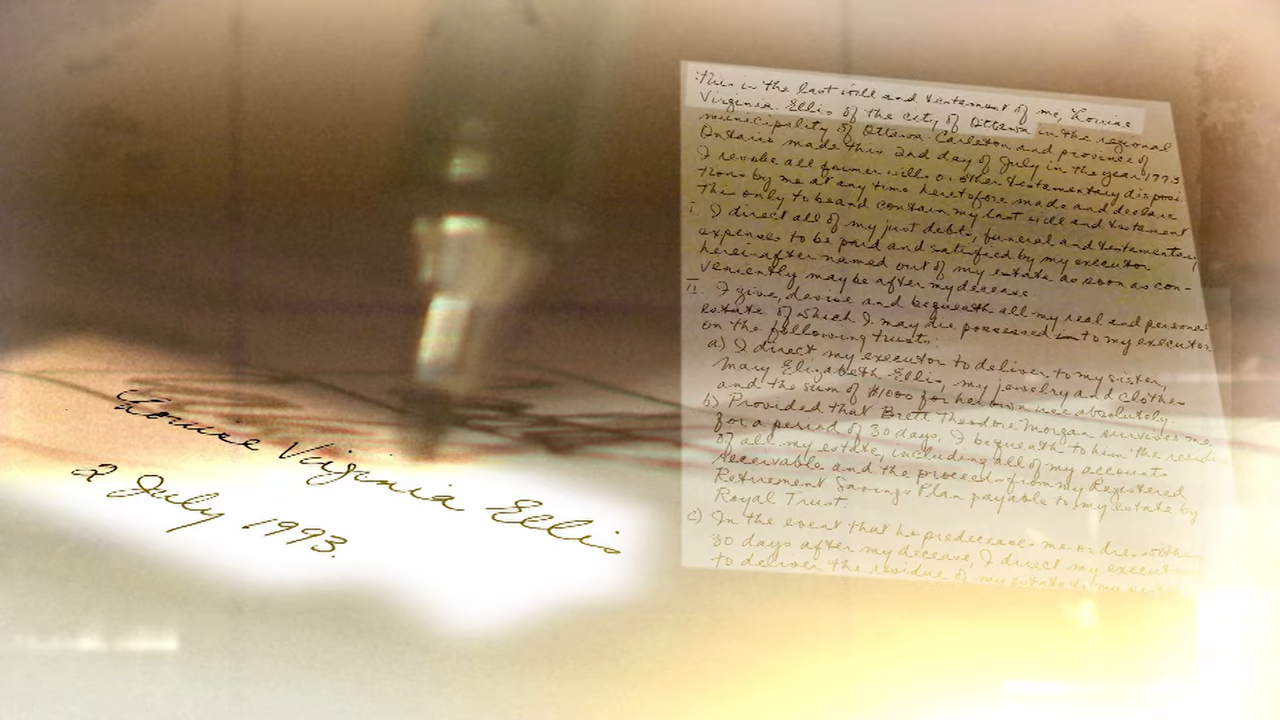 Louise Virginia Ellis
2 July 1993.
This is the last will and testament of me, Louise
Virginia Ellis of the city of Ottawa in the regional
municipality of Ottawa-Carleton and province of
Ontario made this 2nd day of July in the year 1993
I revoke all former wills or other testamentary disposi-
tions by me at any time heretofore made and declare
this only to be and contain my last will and testament
I. I direct all of my just debts, funeral and testamentary
expenses to be paid and satisfied by my executor
hereinafter named out of my estate as soon as con-
veniently may be after my decease.
II. I give, devise and bequeath all my real and personal
estate of which I may die possessed to my executor
on the following trusts:
a) I direct my executor to deliver to my sister,
Mary Elizabeth Ellis, my jewelry and clothes
and the sum of $1000 for her own use absolutely
b) Provided that Brett Theodore Morgan survives me
for a period of 30 days, I bequeath to him the residue
of all my estate, including all of my accounts
receivable and the proceeds from my Registered
Retirement Savings Plan payable to my estate by
Royal Trust.
c) In the event that he predeceases me or dies within
30 days after my decease, I direct my executor
to deliver the residue of my estate to my